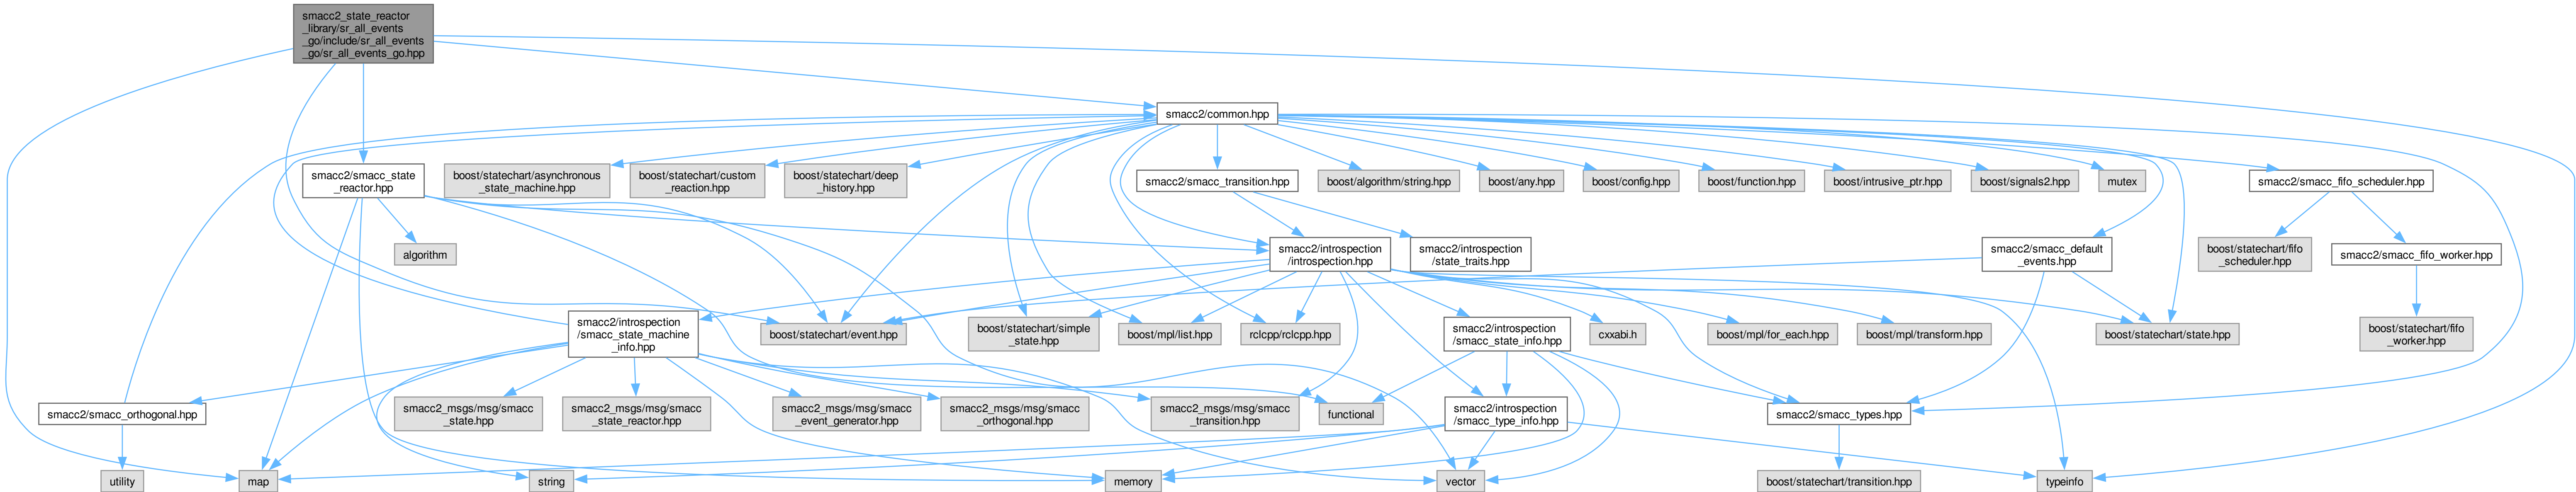 smacc2_state_reactor
_library/sr_all_events
_go/include/sr_all_events
_go/sr_all_events_go.hpp
smacc2/common.hpp
smacc2/smacc_state
_reactor.hpp
boost/statechart/asynchronous
_state_machine.hpp
boost/statechart/custom
_reaction.hpp
boost/statechart/deep
_history.hpp
smacc2/smacc_transition.hpp
boost/algorithm/string.hpp
boost/any.hpp
boost/config.hpp
boost/function.hpp
boost/intrusive_ptr.hpp
boost/signals2.hpp
mutex
smacc2/smacc_fifo_scheduler.hpp
algorithm
smacc2/introspection
/introspection.hpp
smacc2/introspection
/state_traits.hpp
smacc2/smacc_default
_events.hpp
boost/statechart/fifo
_scheduler.hpp
smacc2/smacc_fifo_worker.hpp
smacc2/introspection
/smacc_state_machine
_info.hpp
boost/statechart/event.hpp
boost/statechart/simple
_state.hpp
boost/mpl/list.hpp
rclcpp/rclcpp.hpp
smacc2/introspection
/smacc_state_info.hpp
cxxabi.h
boost/mpl/for_each.hpp
boost/mpl/transform.hpp
boost/statechart/state.hpp
boost/statechart/fifo
_worker.hpp
smacc2/smacc_orthogonal.hpp
smacc2_msgs/msg/smacc
_state.hpp
smacc2_msgs/msg/smacc
_state_reactor.hpp
smacc2_msgs/msg/smacc
_event_generator.hpp
smacc2_msgs/msg/smacc
_orthogonal.hpp
smacc2_msgs/msg/smacc
_transition.hpp
functional
smacc2/introspection
/smacc_type_info.hpp
smacc2/smacc_types.hpp
utility
map
string
memory
vector
boost/statechart/transition.hpp
typeinfo